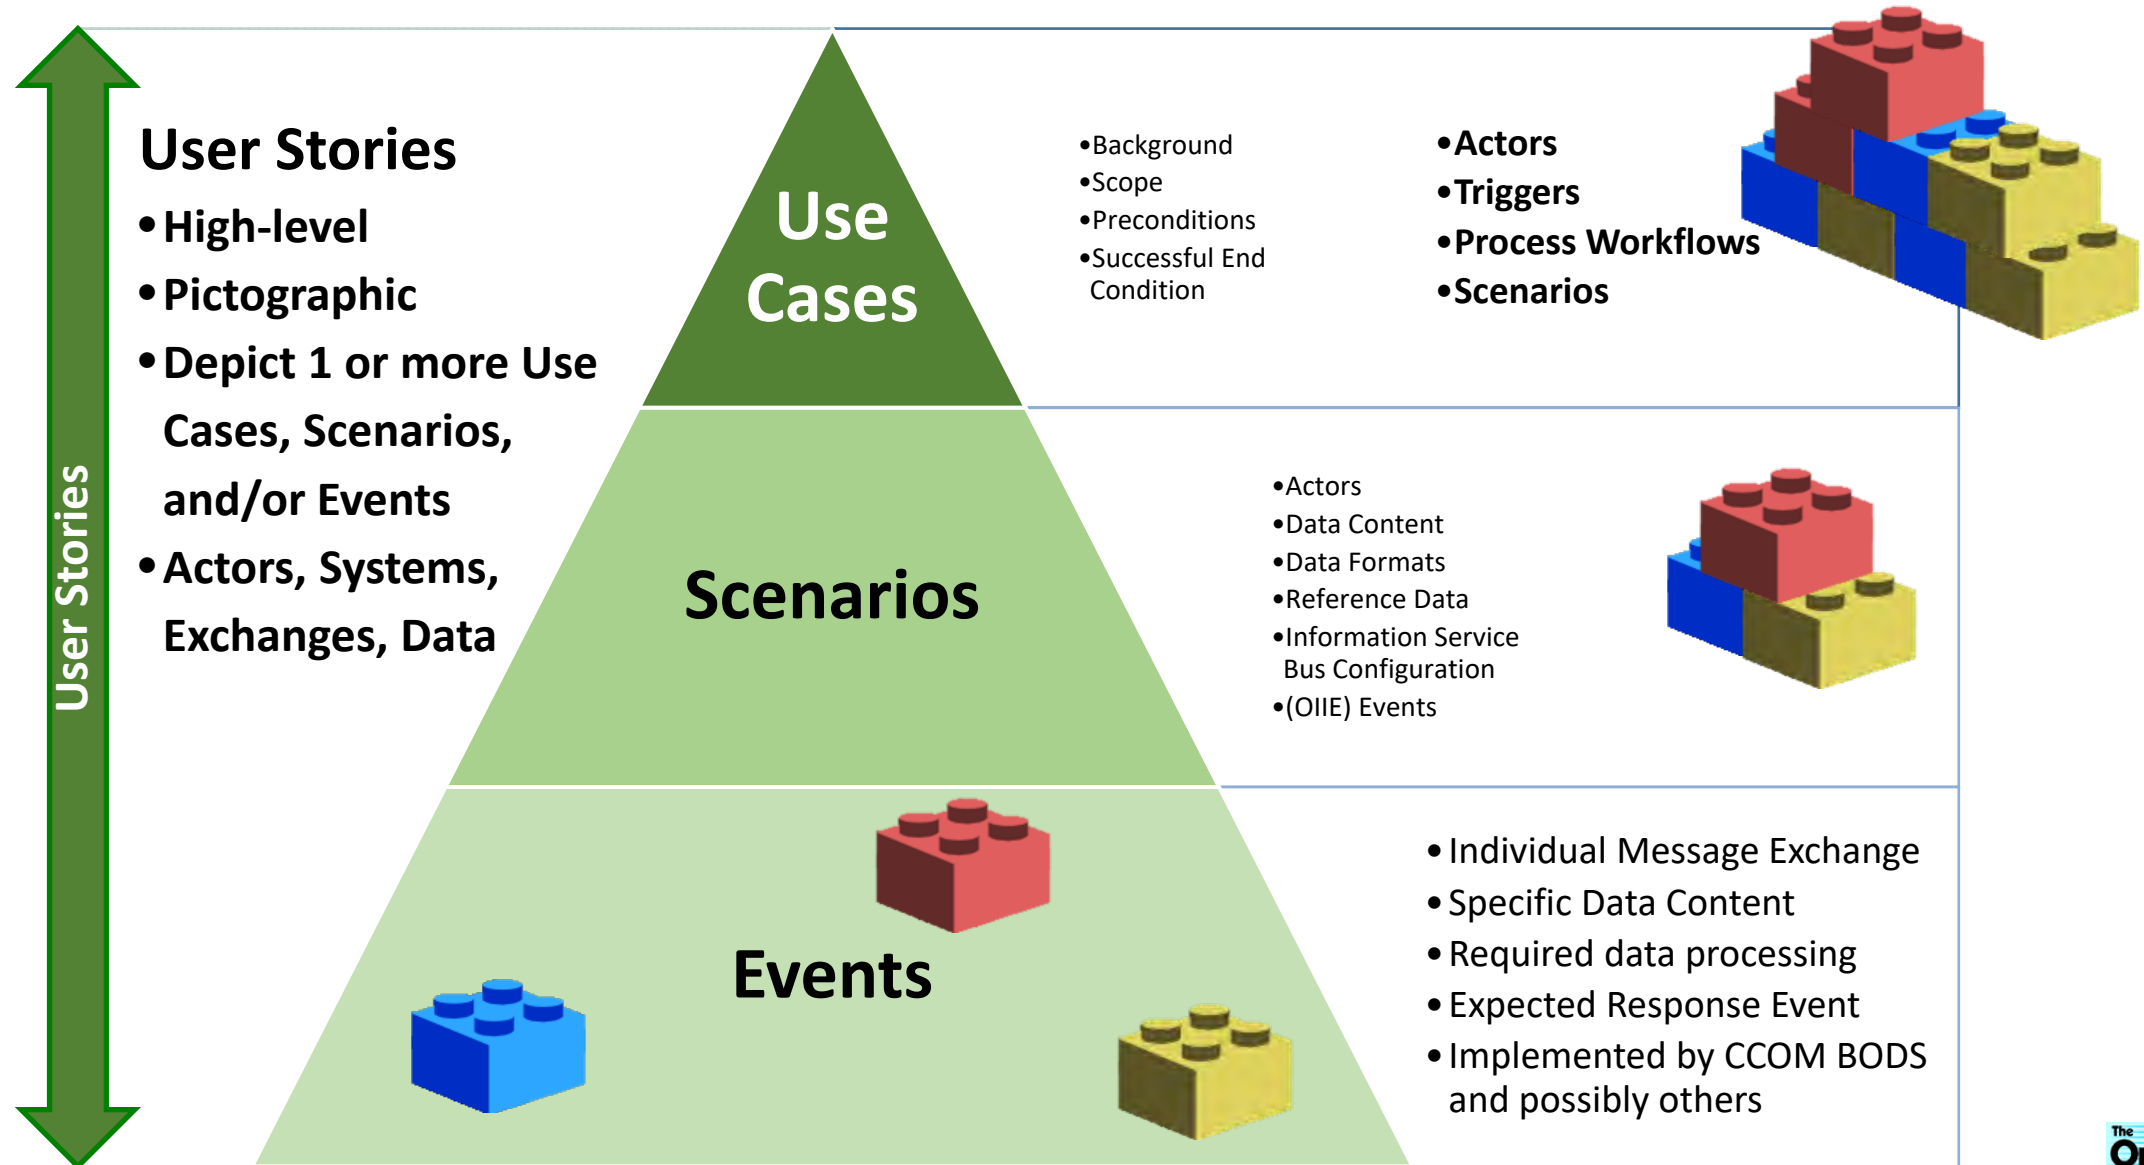 User Stories
User Stories
•High-level
•Pictographic
•Depict 1 or more Use
Cases, Scenarios,
and/or Events
•Actors, Systems,
Exchanges, Data
Use
Cases
•Background
•Scope
•Preconditions
•Successful End
Condition
•Actors
•Triggers
•Process Workflows
•Scenarios
Scenarios
•Actors
•Data Content
•Data Formats
•Reference Data
•Information Service
Bus Configuration
•(OIIE) Events
Events
•Individual Message Exchange
•Specific Data Content
•Required data processing
•Expected Response Event
•Implemented by CCOM BODS
and possibly others
The